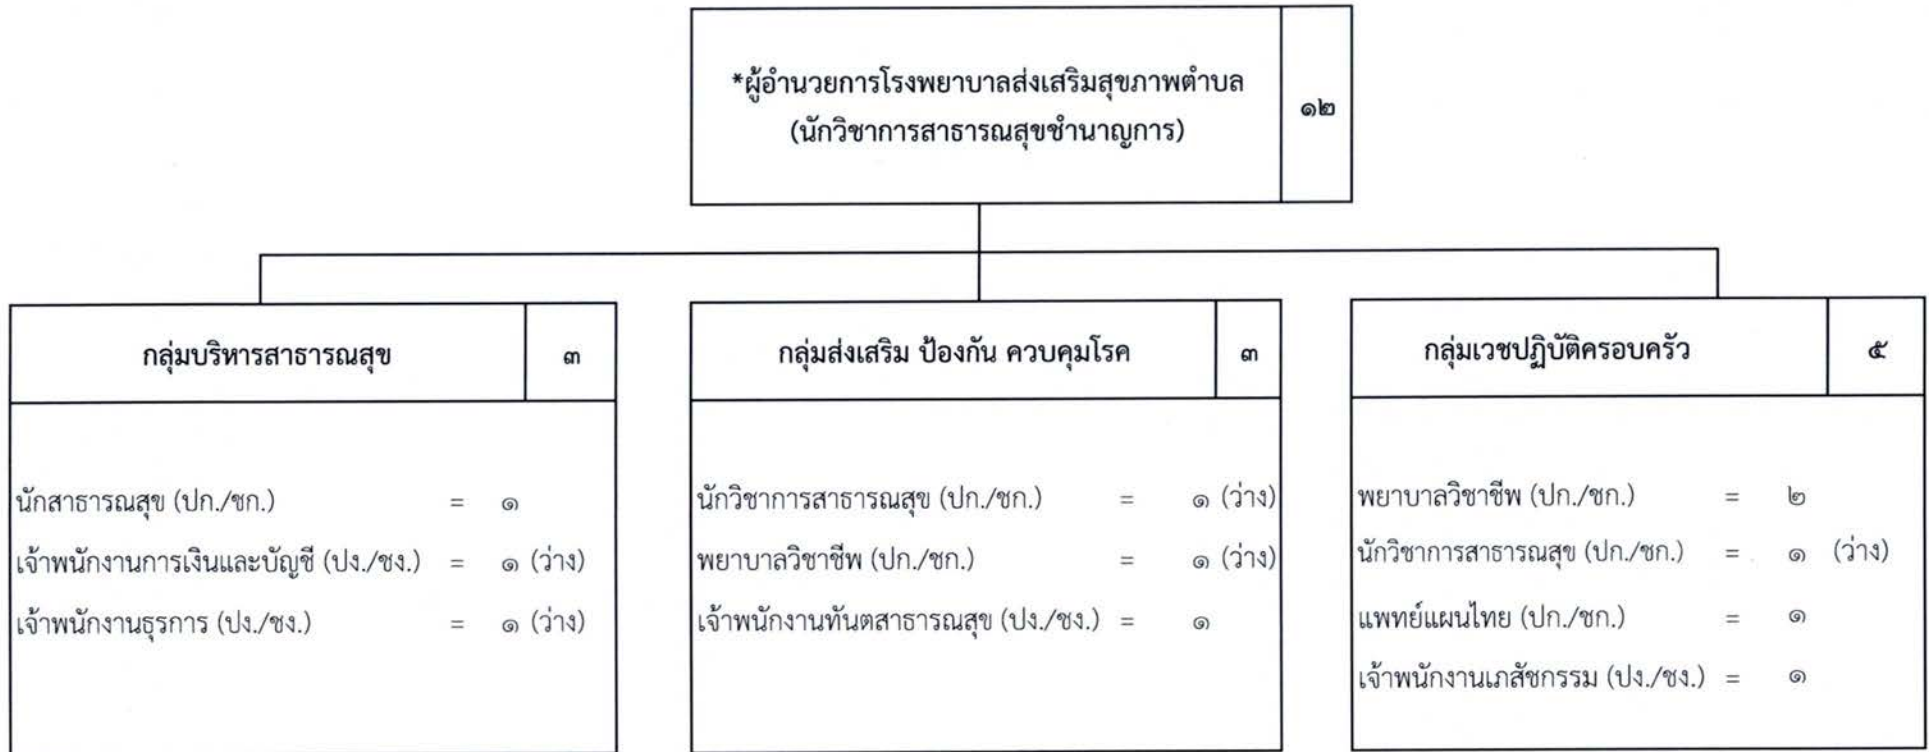 *ผู้อำนวยการโรงพยาบาลส่งเสริมสุขภาพตำบล
(นักวิชาการสาธารณสุขชำนาญการ)
๑๒
กลุ่มบริหารสาธารณสุข ๓
นักสาธารณสุข (ปก./ชก.) = ๑
เจ้าพนักงานการเงินและบัญชี (ปง./ชง.) = ๑ (ว่าง)
เจ้าพนักงานธุรการ (ปง./ชง.) = ๑ (ว่าง)
กลุ่มส่งเสริม ป้องกัน ควบคุมโรค ๓
นักวิชาการสาธารณสุข (ปก./ชก.) = ๑ (ว่าง)
พยาบาลวิชาชีพ (ปก./ชก.) = ๑ (ว่าง)
เจ้าพนักงานทันตสาธารณสุข (ปง./ชง.) = ๑
กลุ่มเวชปฏิบัติครอบครัว ๕
พยาบาลวิชาชีพ (ปก./ชก.) = ๒
นักวิชาการสาธารณสุข (ปก./ชก.) = ๑ (ว่าง)
แพทย์แผนไทย (ปก./ชก.) = ๑
เจ้าพนักงานเภสัชกรรม (ปง./ชง.) = ๑